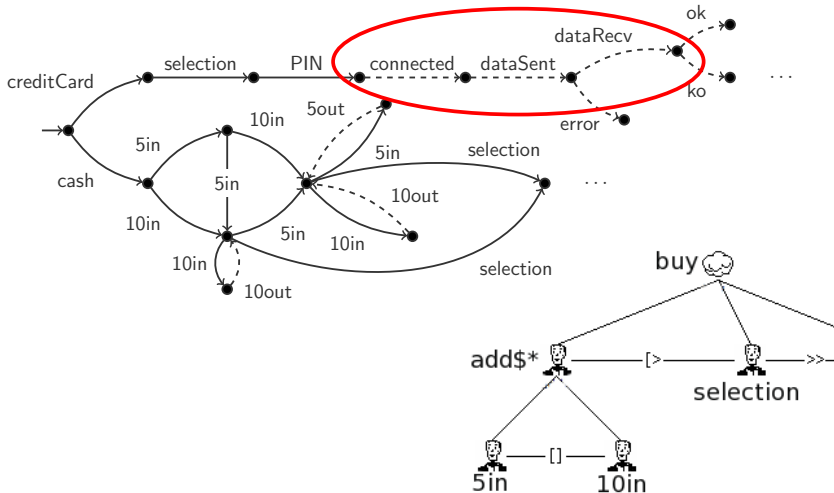 ok
dataRecv
selection PIN connected dataSent
creditCard
ko ...
10in 5out
error
5in
5in selection
cash 5in 10out ...
10in 5in 10in
10in
selection
10out
buy
add$* [> >>
selection
[]
5in 10in